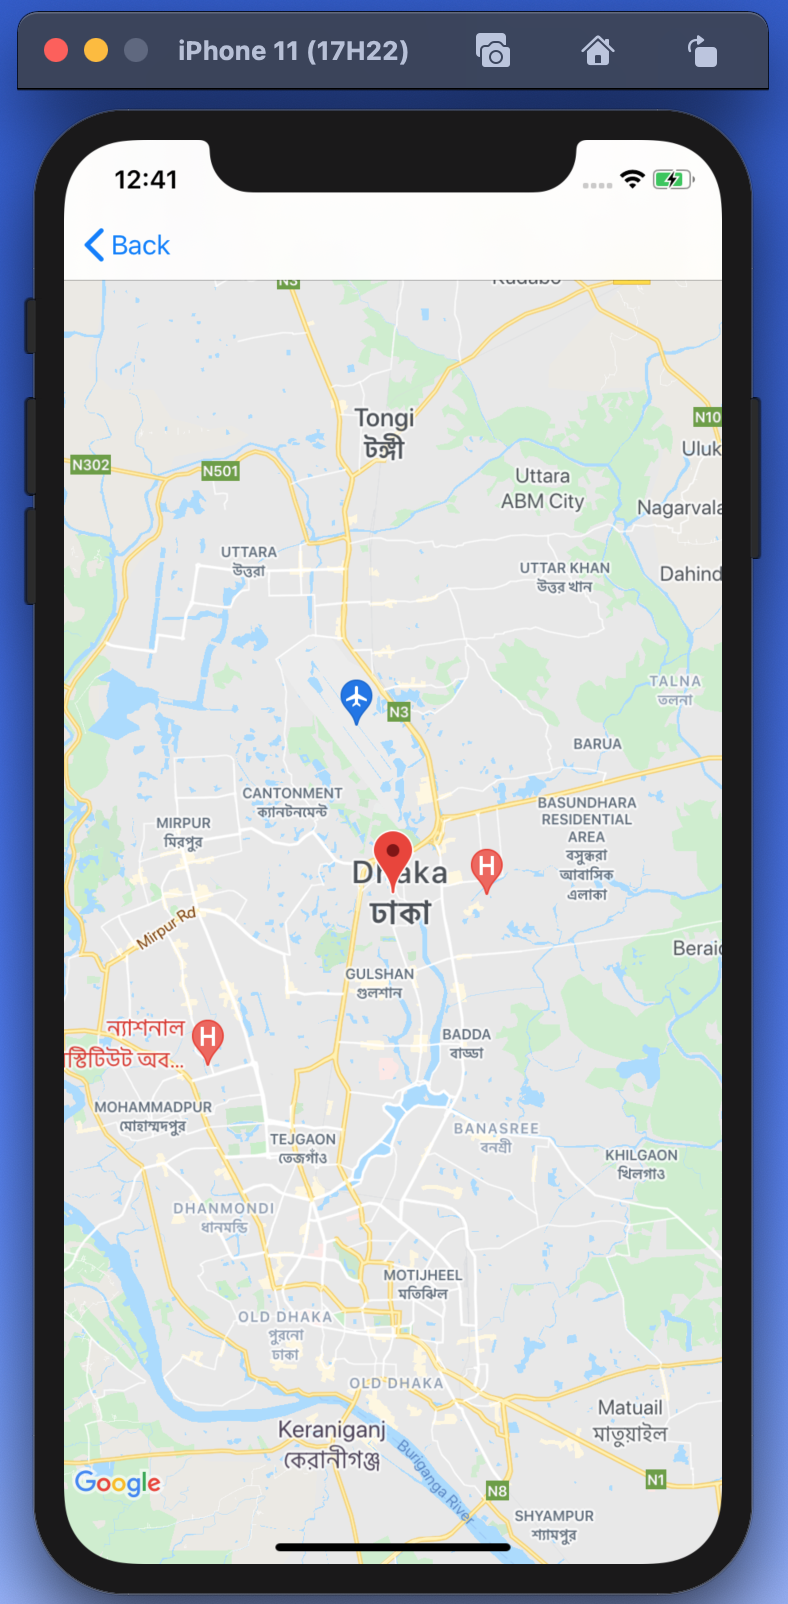 iPhone 11 (17H22)
12:41
Back
N3
Tongi
টঙ্গী
N10
Uluk
N302
N501
Uttara
ABM City
Nagarvala
UTTARA
উত্তরা
UTTAR KHAN
উত্তর খান
Dahind
TALNA
তলনা
N3
BARUA
CANTONMENT
ক্যানটনমেন্ট
BASUNDHARA
RESIDENTIAL
AREA
বসুন্ধরা
আবাসিক
এলাকা
MIRPUR
মিরপুর
H
Dhaka
ঢাকা
Mirpur Rd
Beraid
GULSHAN
গুলশান
ন্যাশনাল
স্টিটিউট অব...
H
BADDA
বাড্ডা
MOHAMMADPUR
মোহাম্মদপুর
BANASREE
বনশ্রী
TEJGAON
তেজগাঁও
KHILGAON
খিলগাও
DHANMONDI
ধানমন্ডি
MOTIJHEEL
মতিঝিল
OLD DHAKA
পুরনো
ঢাকা
OLD DHAKA
Matuail
মাতুয়াইল
Keraniganj
কেরানীগঞ্জ
Buriganga River
Google
N1
N8
SHYAMPUR
শ্যামপুর